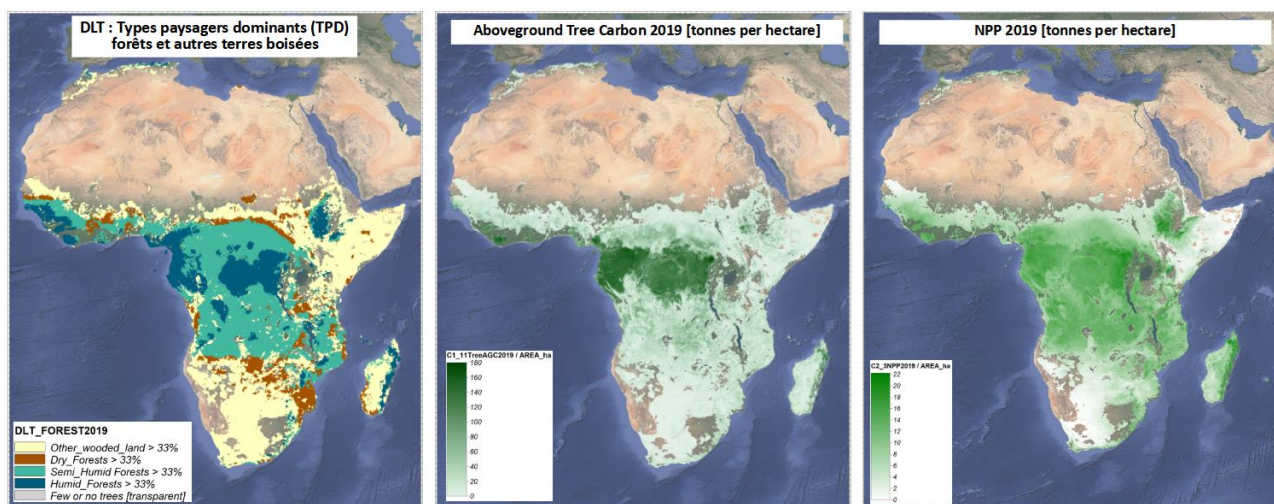 DLT : Types paysagers dominants (TPD)
forêts et autres terres boisées
DLT_FOREST2019
Other_wooded_land > 33%
Dry_Forests > 33%
Semi_Humid Forests > 33%
Humid_Forests > 33%
Few or no trees [transparent]
Aboveground Tree Carbon 2019 [tonnes per hectare]
C1_11TreeAGC2019 / AREA_ha
180
160
140
120
100
80
60
40
20
0
NPP 2019 [tonnes per hectare]
C2_3NPP2019 / AREA_ha
22
20
18
16
14
12
10
8
6
4
2
0